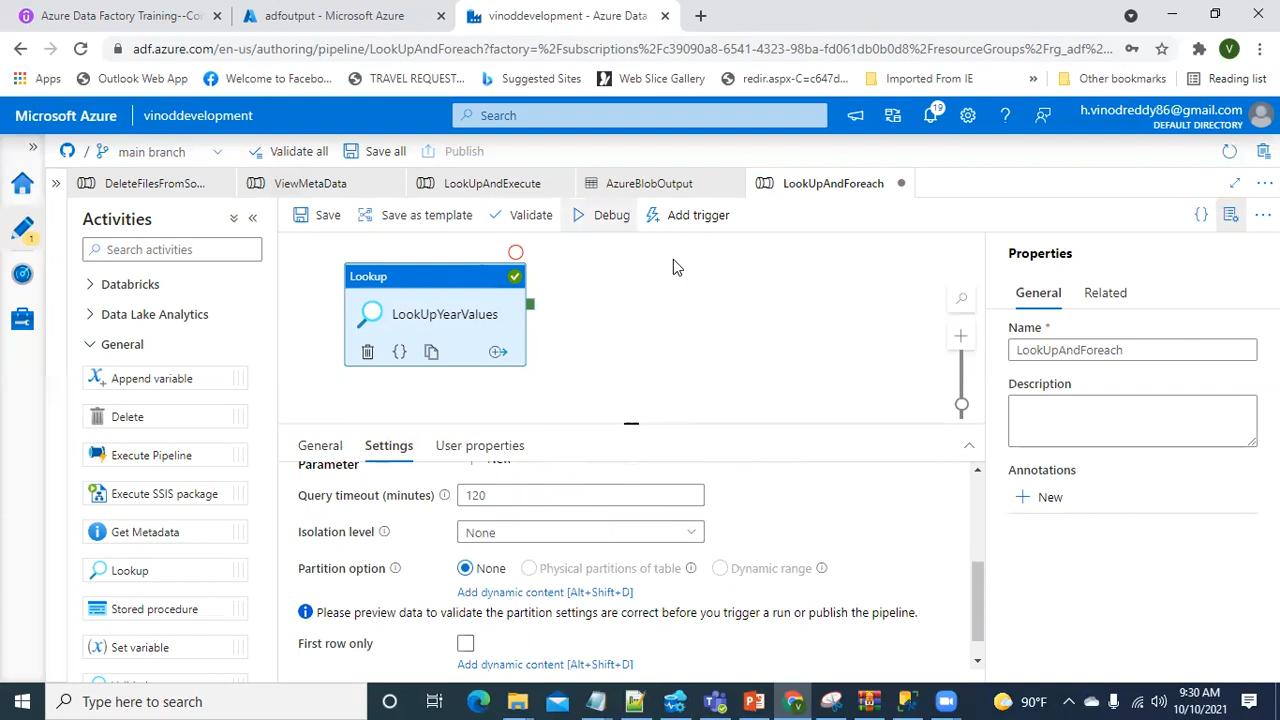 Azure Data Factory Training--Co
adfoutput - Microsoft Azure
vinoddevelopment - Azure Data
adf.azure.com/en-us/authoring/pipeline/LookUpAndForeach?factory=%2Fsubscriptions%2Fc39090a8-6541-4323-98ba-fd061db0b0d8%2FresourceGroups%2Frg_adf%2...
V
Apps
Outlook Web App
Welcome to Facebo...
TRAVEL REQUEST...
Suggested Sites
Web Slice Gallery
redir.aspx-C=c647d...
Imported From IE
»
Other bookmarks
Reading list
Microsoft Azure
vinoddevelopment
Search
19
h.vinodreddy86@gmail.com
DEFAULT DIRECTORY
main branch
Validate all
Save all
Publish
DeleteFilesFromSo...
ViewMetaData
LookUpAndExecute
AzureBlobOutput
LookUpAndForeach
Activities
Save
Save as template
Validate
Debug
Add trigger
1
Search activities
Databricks
Data Lake Analytics
General
Append variable
Delete
Execute Pipeline
Execute SSIS package
Get Metadata
Lookup
Stored procedure
Set variable
Lookup
LookUpYearValues
General
Settings
User properties
Parameter
New
Query timeout (minutes)
120
Isolation level
None
Partition option
None
Physical partitions of table
Dynamic range
Add dynamic content [Alt+Shift+D]
Please preview data to validate the partition settings are correct before you trigger a run or publish the pipeline.
First row only
Add dynamic content [Alt+Shift+D]
Properties
General
Related
Name *
LookUpAndForeach
Description
Annotations
New
Type here to search
90°F
9:30 AM
10/10/2021